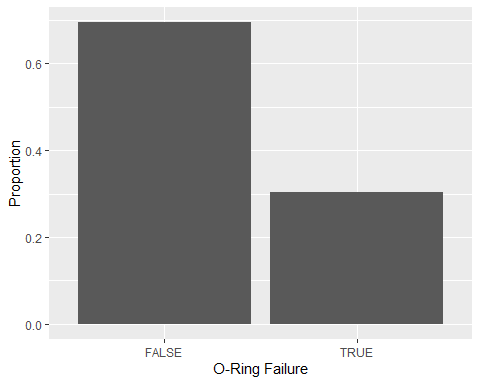 Proportion
0.6
0.4
0.2
0.0
FALSE TRUE
O-Ring Failure